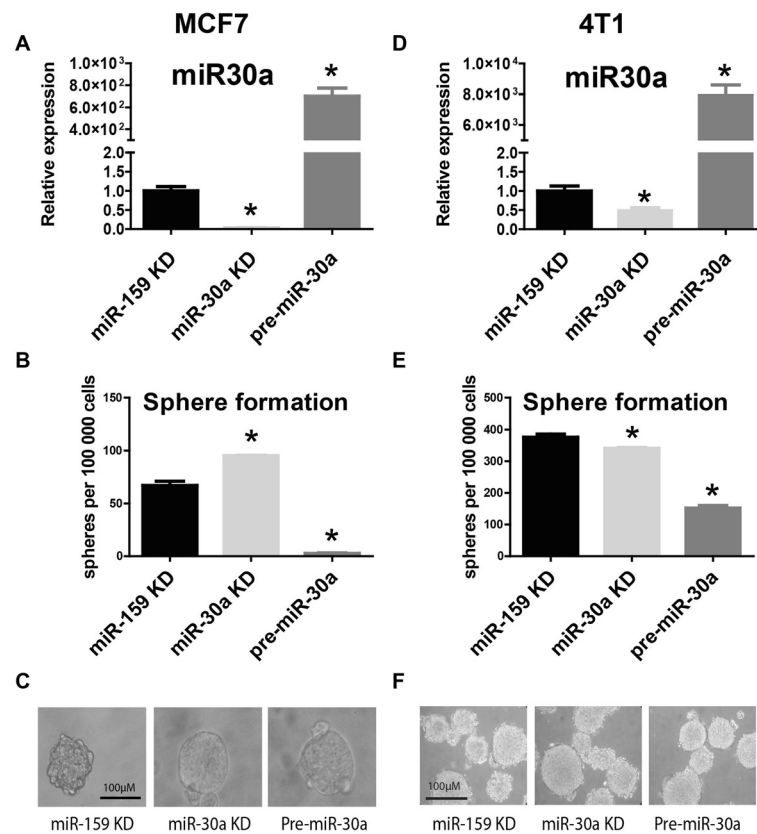 MCF7
A
miR30a
*
Relative expression
1.0×10³
8.0×10²
6.0×10²
4.0×10²
2.0
1.5
1.0
0.5
0.0
*
miR-159 KD
miR-30a KD
pre-miR-30a
B
Sphere formation
spheres per 100 000 cells
150
100
50
0
*
*
miR-159 KD
miR-30a KD
pre-miR-30a
C
100µM
miR-159 KD
miR-30a KD
Pre-miR-30a
4T1
D
miR30a
*
Relative expression
1.0×10⁴
8.0×10³
6.0×10³
2.0
1.5
1.0
0.5
0.0
*
miR-159 KD
miR-30a KD
pre-miR-30a
E
Sphere formation
spheres per 100 000 cells
500
400
300
200
100
0
*
*
miR-159 KD
miR-30a KD
pre-miR-30a
F
100µM
miR-159 KD
miR-30a KD
Pre-miR-30a